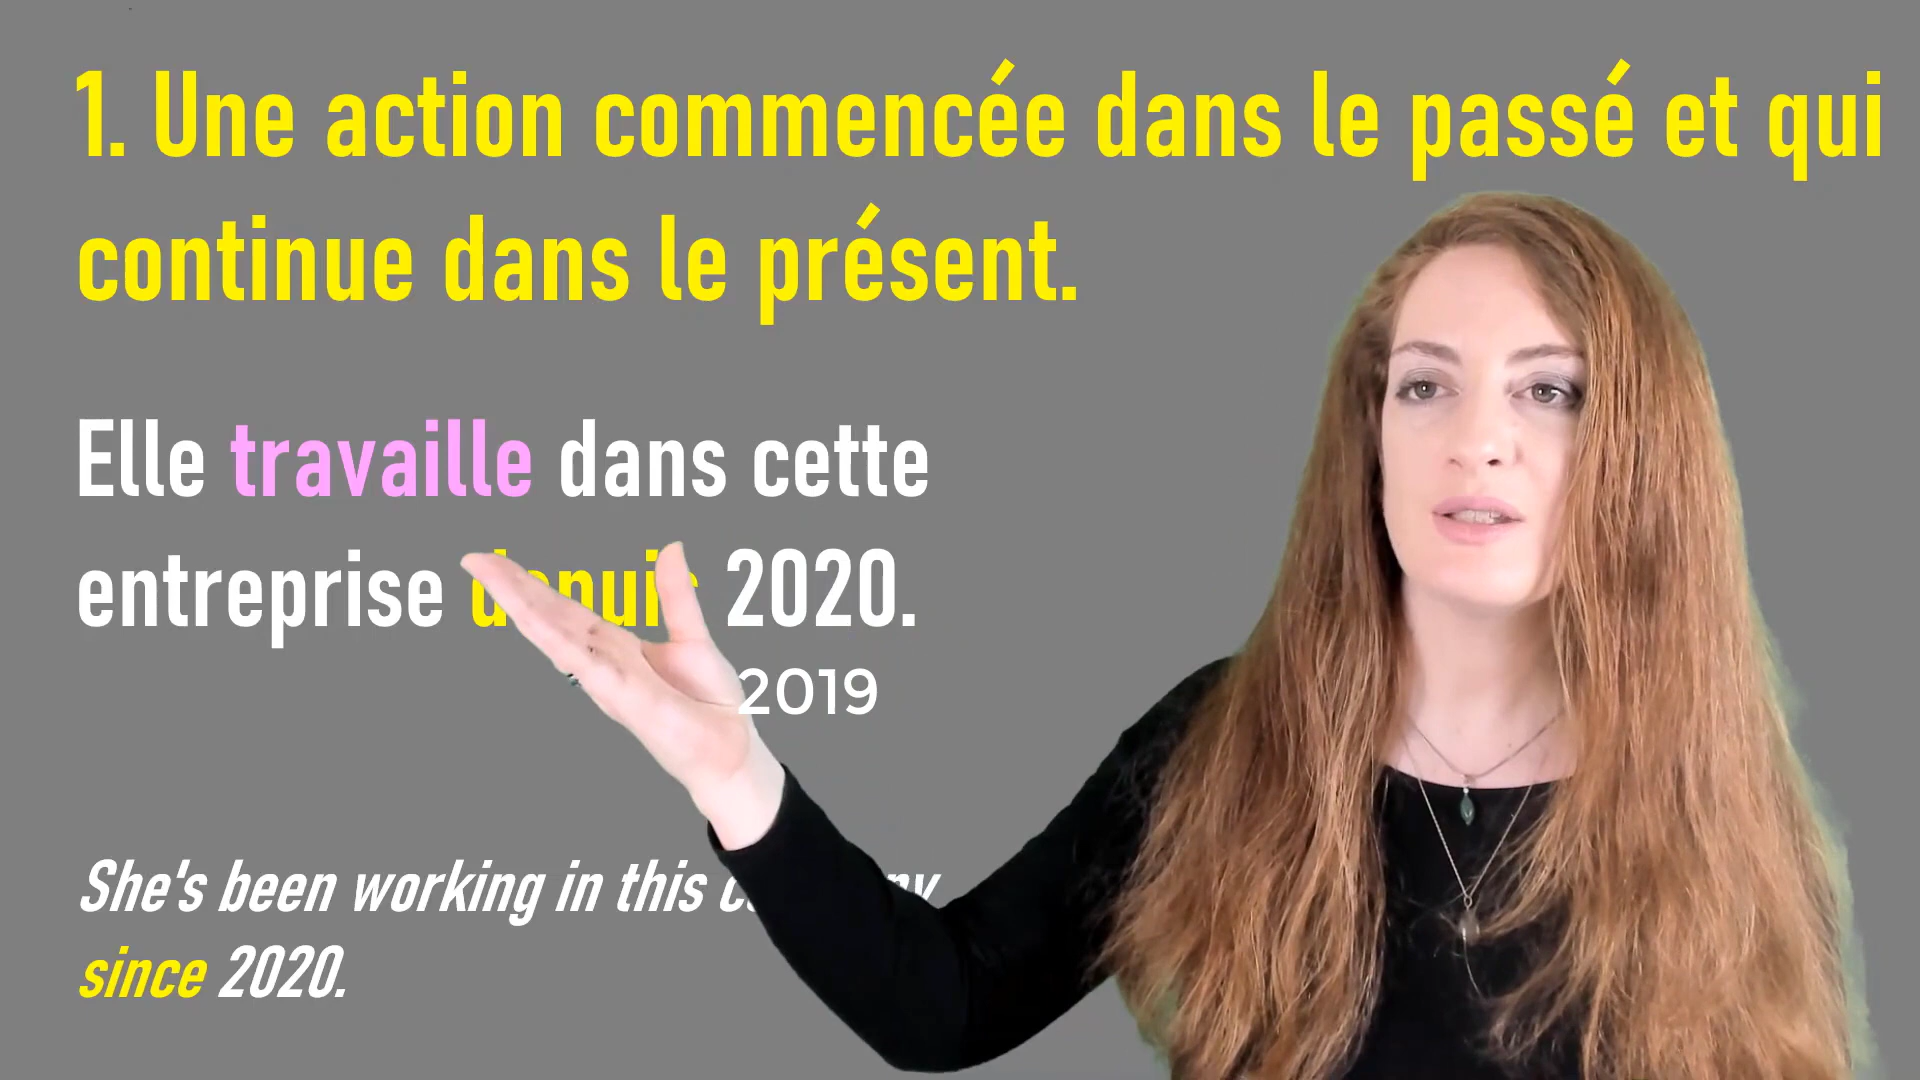 1. Une action commencée dans le passé et qui
continue dans le présent.
Elle travaille dans cette
entreprise depuis 2020.
2019
She's been working in this
since 2020.